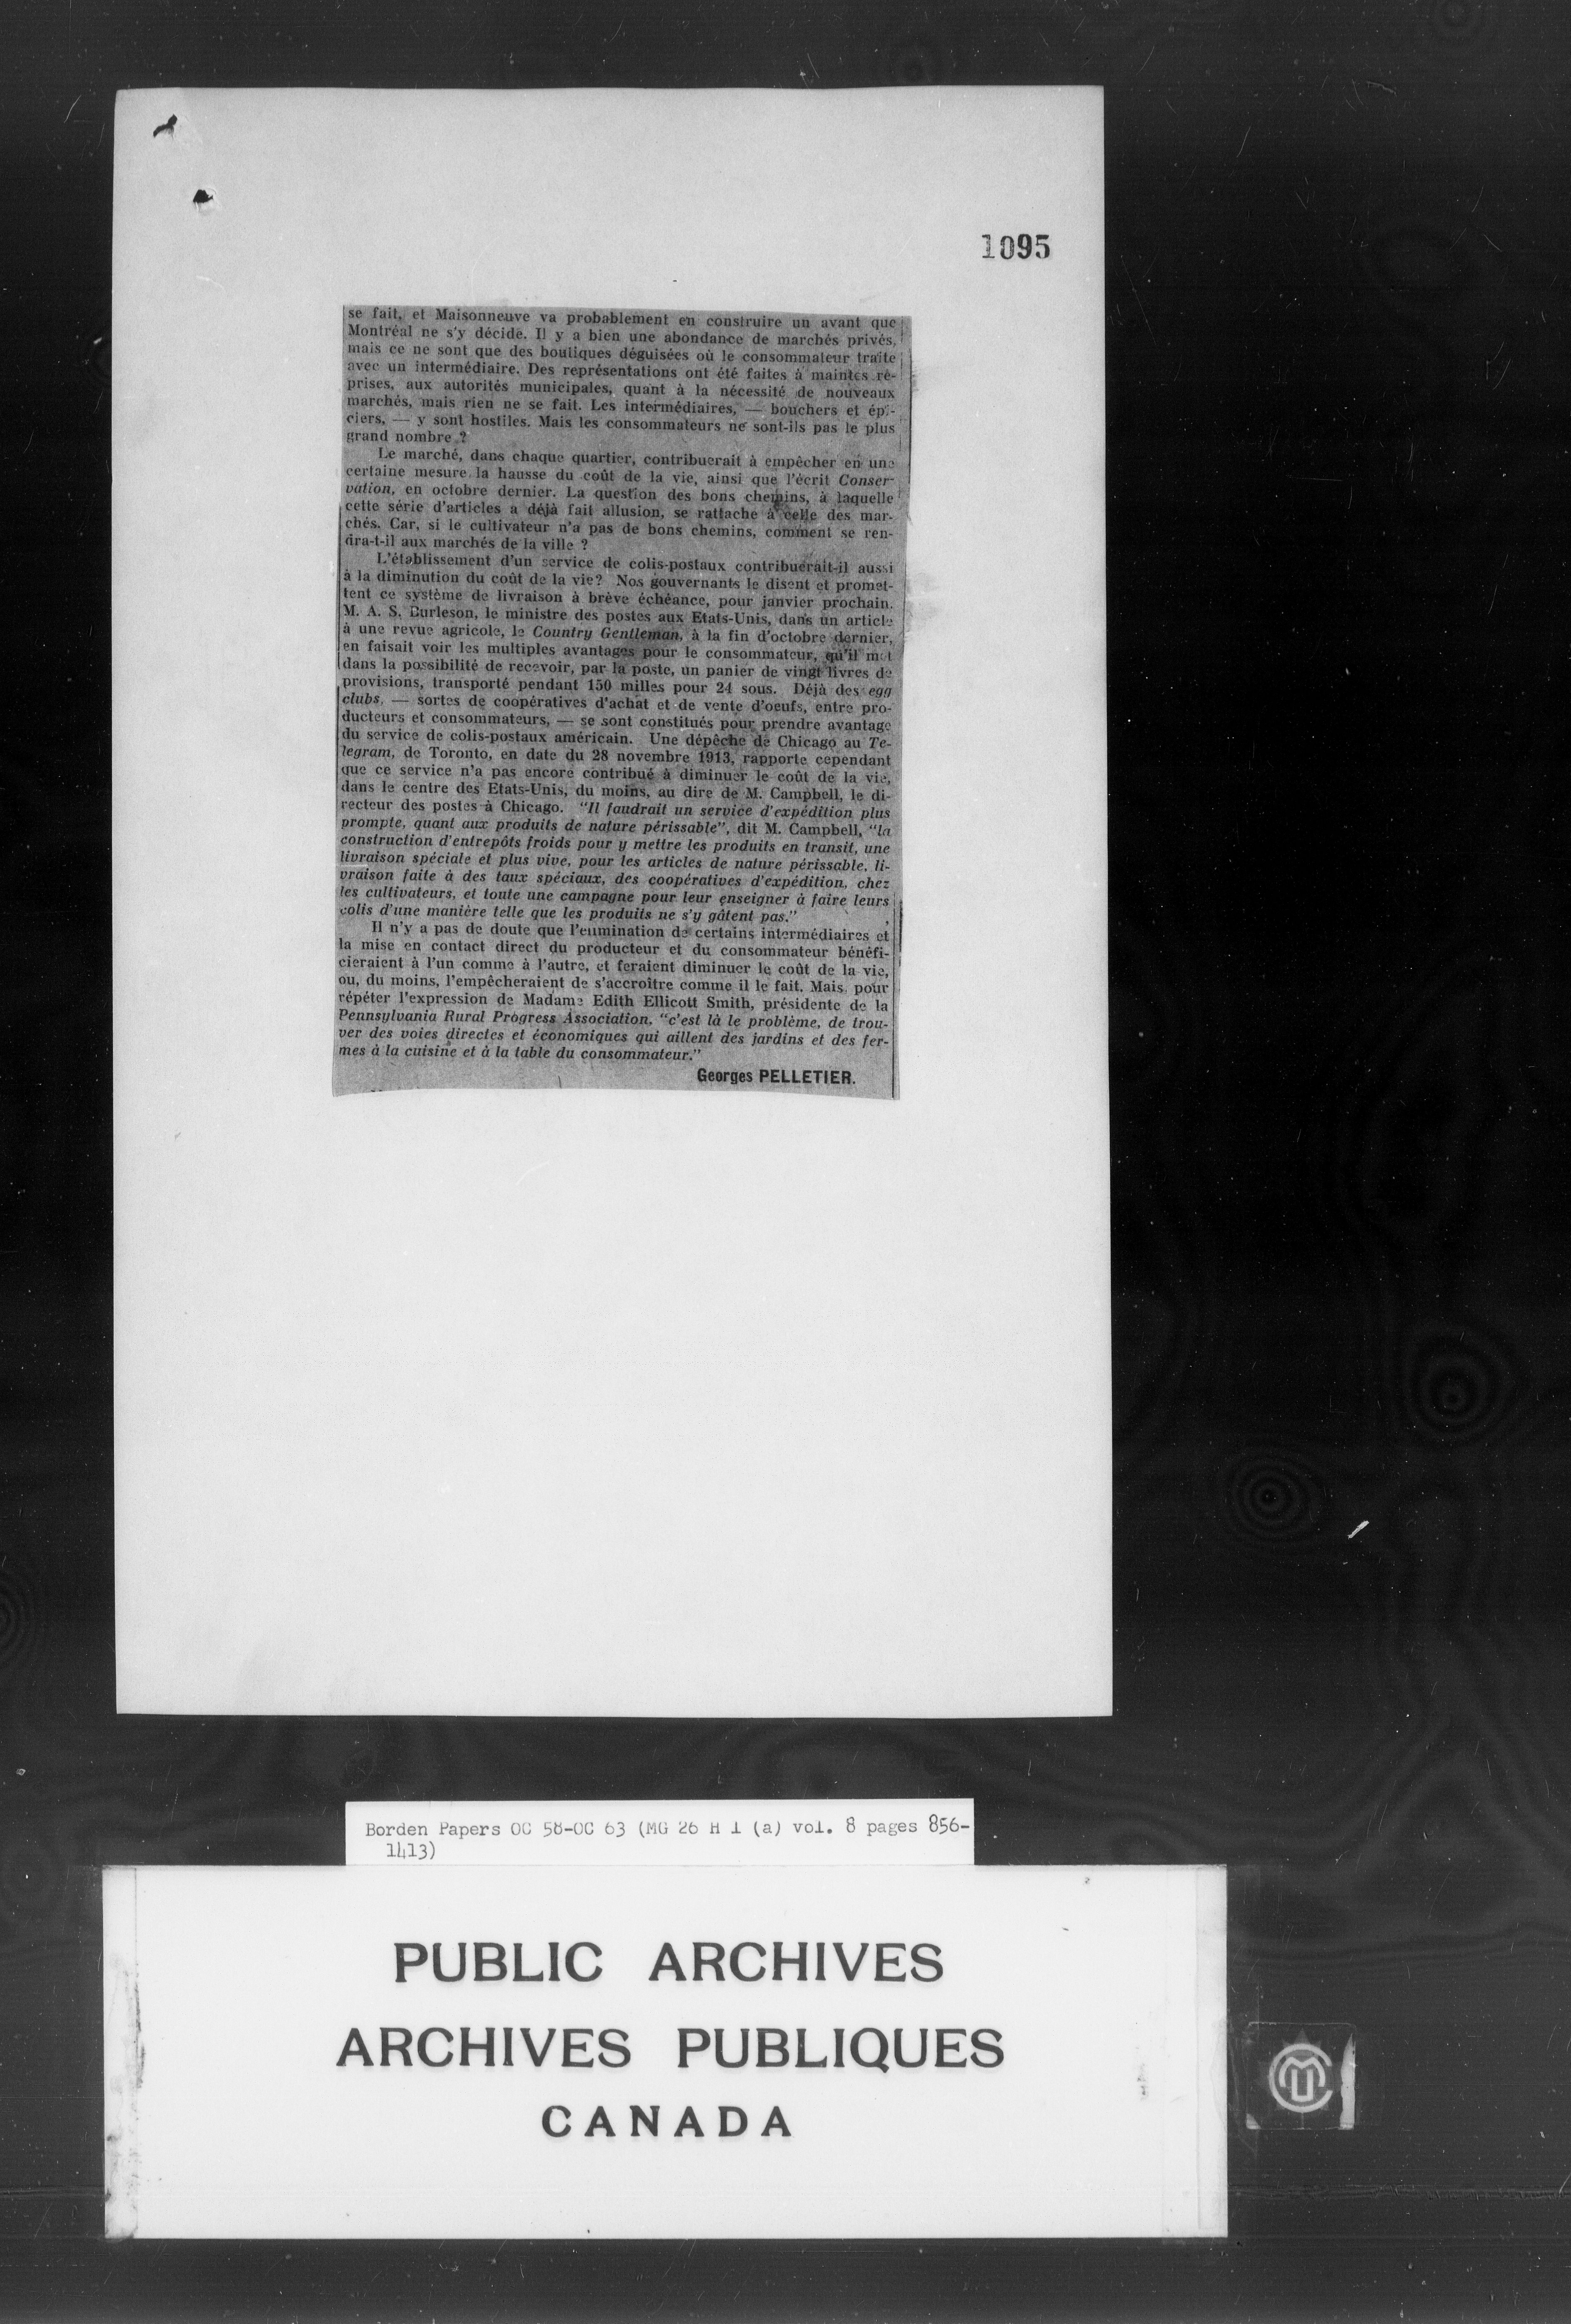 1095
se fait, et Maisonneuve va probablement en construire un avant que
Montréal ne s'y décide. Il y a bien une abondance de marchés privés,
mais ce ne sont que des boutiques déguisées où le consommateur traite
avec un intermédiaire. Des représentations ont été faites à maintes re-
prises, aux autorités municipales, quant à la nécessité de nouveaux
marchés, mais rien ne se fait. Les intermédiaires, — bouchers et épi-
ciers, — y sont hostiles. Mais les consommateurs ne sont-ils pas le plus
grand nombre ?
Le marché, dans chaque quartier, contribuerait à empêcher en une
certaine mesure la hausse du coût de la vie, ainsi que l'écrit Conser-
vation, en octobre dernier. La question des bons chemins, à laquelle
cette série d'articles a déjà fait allusion, se rattache à celle des mar-
chés. Car, si le cultivateur n'a pas de bons chemins, comment se ren-
dra-t-il aux marchés de la ville ?
L'établissement d'un service de colis-postaux contribuerait-il aussi
à la diminution du coût de la vie? Nos gouvernants le disent et promet-
tent ce système de livraison à brève échéance, pour janvier prochain.
M. A. S. Burleson, le ministre des postes aux Etats-Unis, dans un article
à une revue agricole, le Country Gentleman, à la fin d'octobre dernier,
en faisait voir les multiples avantages pour le consommateur, qu'il met
dans la possibilité de recevoir, par la poste, un panier de vingt livres de
provisions, transporté pendant 150 milles pour 24 sous. Déjà des egg
clubs, — sortes de coopératives d'achat et de vente d'oeufs, entre pro-
ducteurs et consommateurs, — se sont constitués pour prendre avantage
du service de colis-postaux américain. Une dépêche de Chicago au Te-
legram, de Toronto, en date du 28 novembre 1913, rapporte cependant
que ce service n'a pas encore contribué à diminuer le coût de la vie,
dans le centre des Etats-Unis, du moins, au dire de M. Campbell, le di-
recteur des postes à Chicago. "Il faudrait un service d'expédition plus
prompte, quant aux produits de nature périssable", dit M. Campbell, "la
construction d'entrepôts froids pour y mettre les produits en transit, une
livraison spéciale et plus vive, pour les articles de nature périssable, li-
vraison faite à des taux spéciaux, des coopératives d'expédition, chez
les cultivateurs, et toute une campagne pour leur enseigner à faire leurs
colis d'une manière telle que les produits ne s'y gâtent pas."
Il n'y a pas de doute que l'eumination de certains intermédiaires et
la mise en contact direct du producteur et du consommateur bénéfi-
cieraient à l'un comme à l'autre, et feraient diminuer le coût de la vie,
ou, du moins, l'empêcheraient de s'accroître comme il le fait. Mais, pour
répéter l'expression de Madame Edith Ellicott Smith, présidente de la
Pennsylvania Rural Progress Association, "c'est là le problème, de trou-
ver des voies directes et économiques qui aillent des jardins et des fer-
mes à la cuisine et à la table du consommateur."
Georges PELLETIER.
Borden Papers OC 58-OC 63 (MG 26 H 1 (a) vol. 8 pages 856-
1413)
PUBLIC ARCHIVES
ARCHIVES PUBLIQUES
CANADA